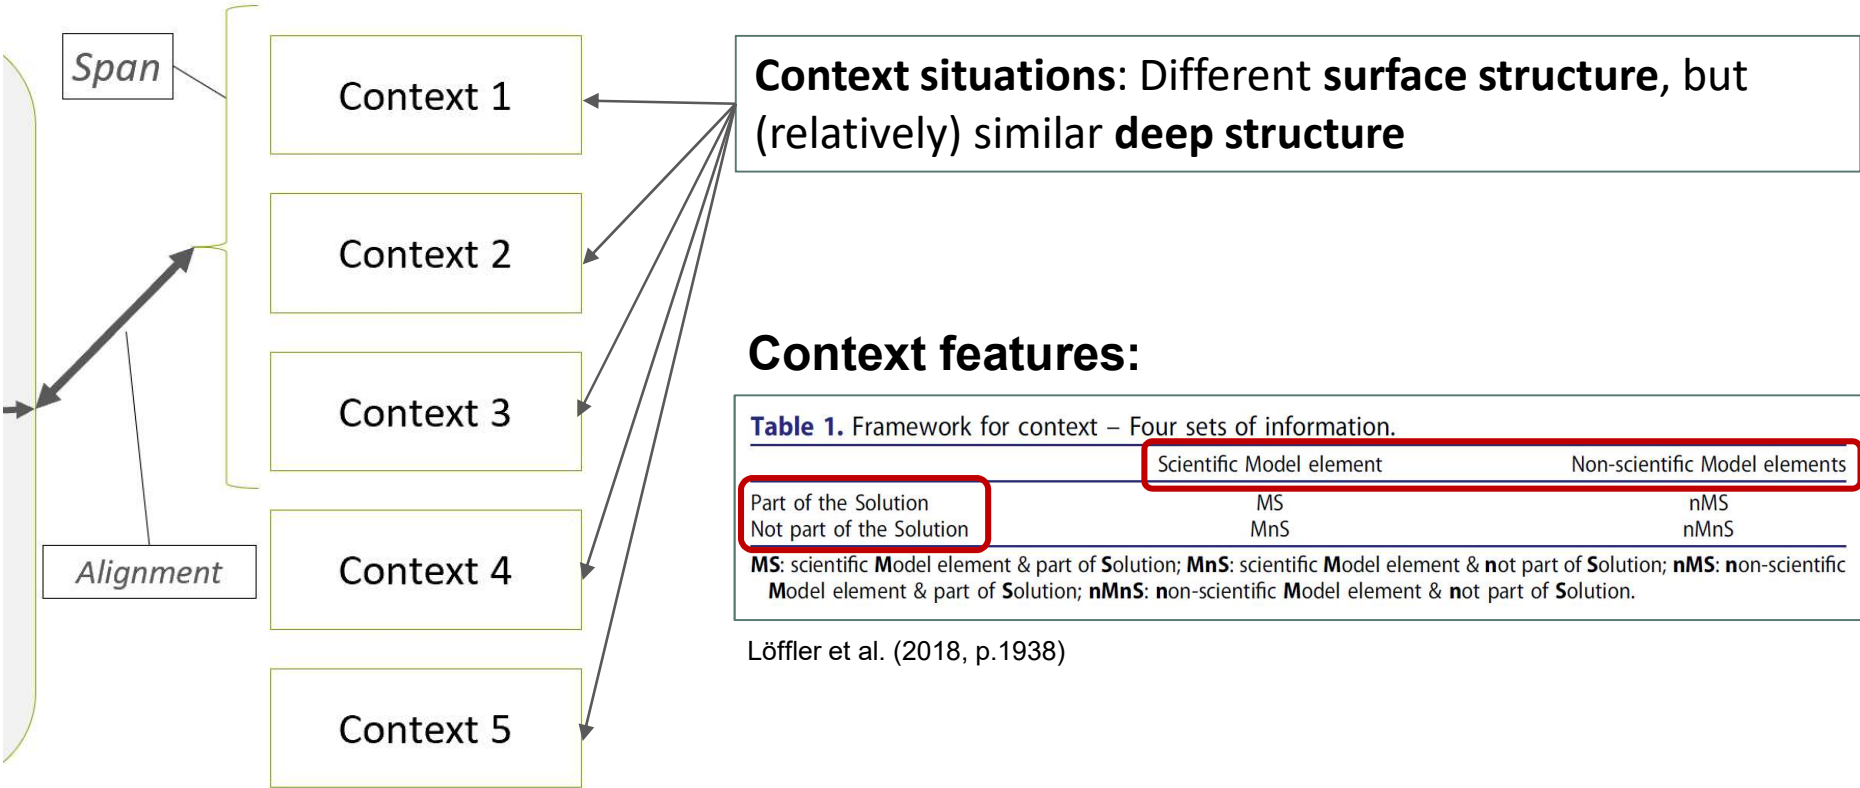 Span
Context 1
Context 2
Context 3
Context 4
Context 5
Alignment
Context situations: Different surface structure, but
(relatively) similar deep structure
Context features:
Table 1. Framework for context – Four sets of information.
Scientific Model element Non-scientific Model elements
Part of the Solution MS nMS
Not part of the Solution MnS nMnS
MS: scientific Model element & part of Solution; MnS: scientific Model element & not part of Solution; nMS: non-scientific
Model element & part of Solution; nMnS: non-scientific Model element & not part of Solution.
Löffler et al. (2018, p.1938)